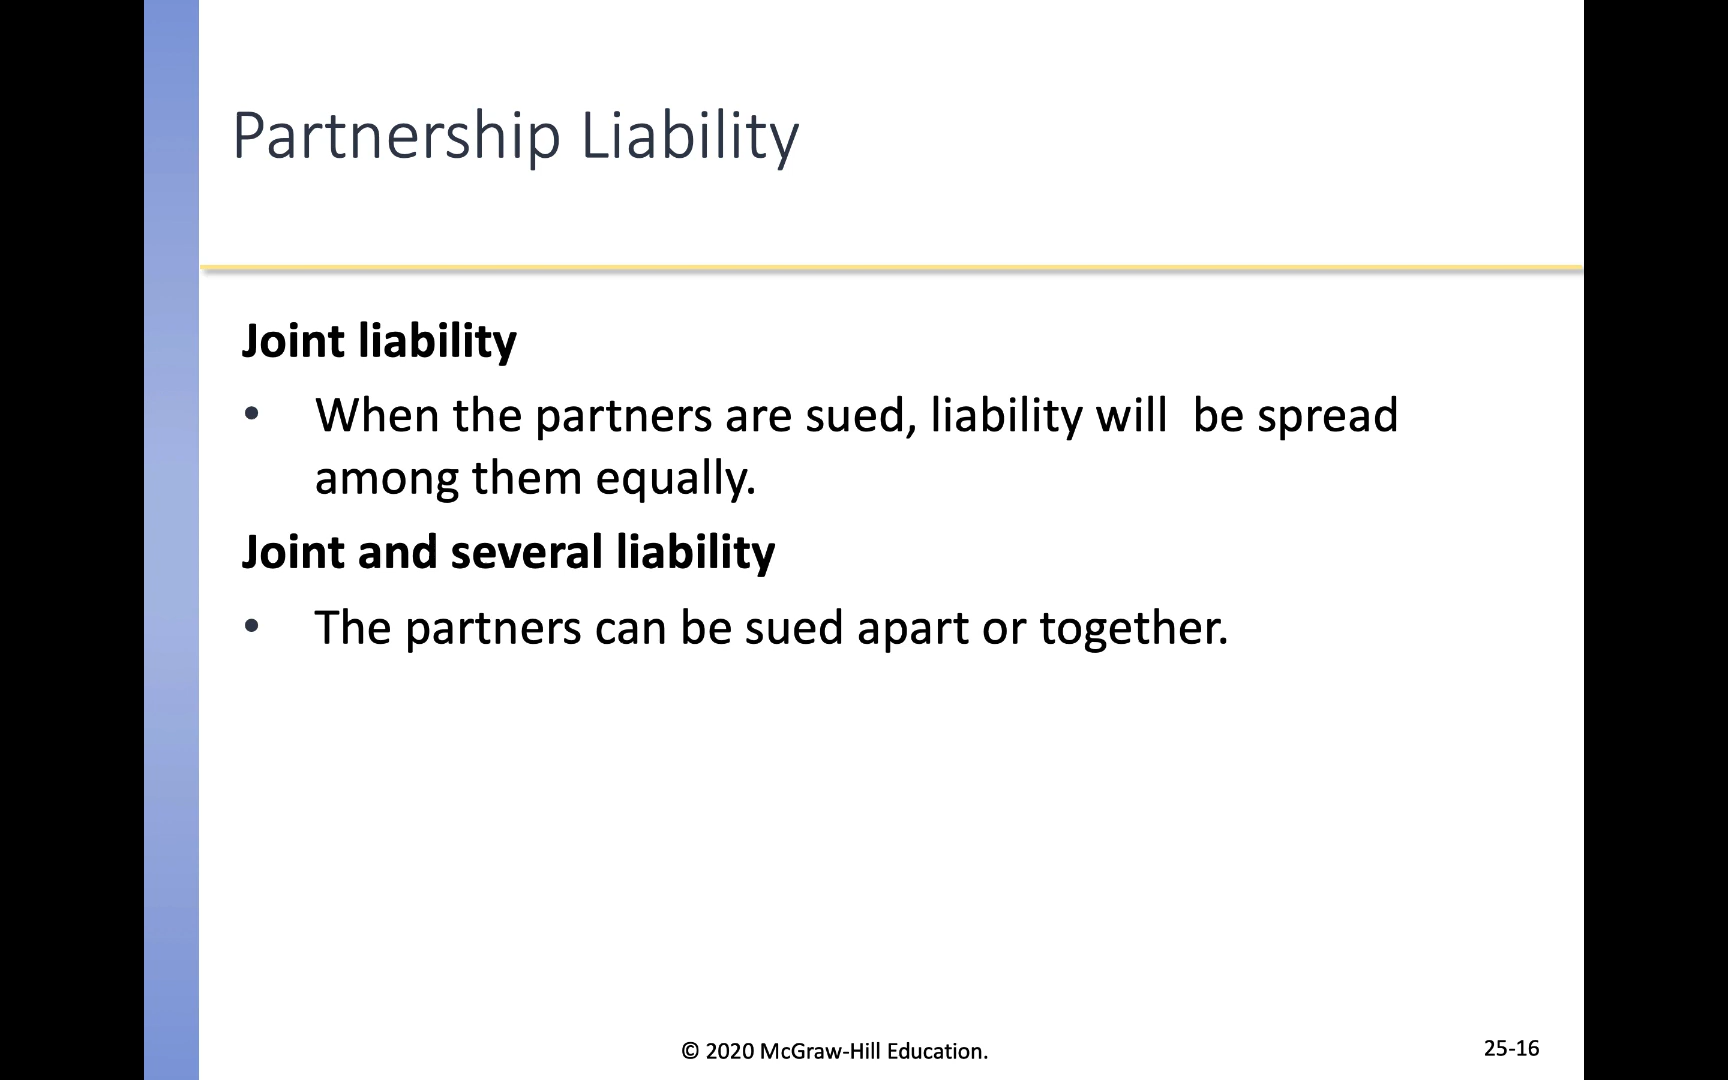 Partnership Liability
Joint liability
• When the partners are sued, liability will  be spread
among them equally.
Joint and several liability
• The partners can be sued apart or together.
© 2020 McGraw-Hill Education.
25-16